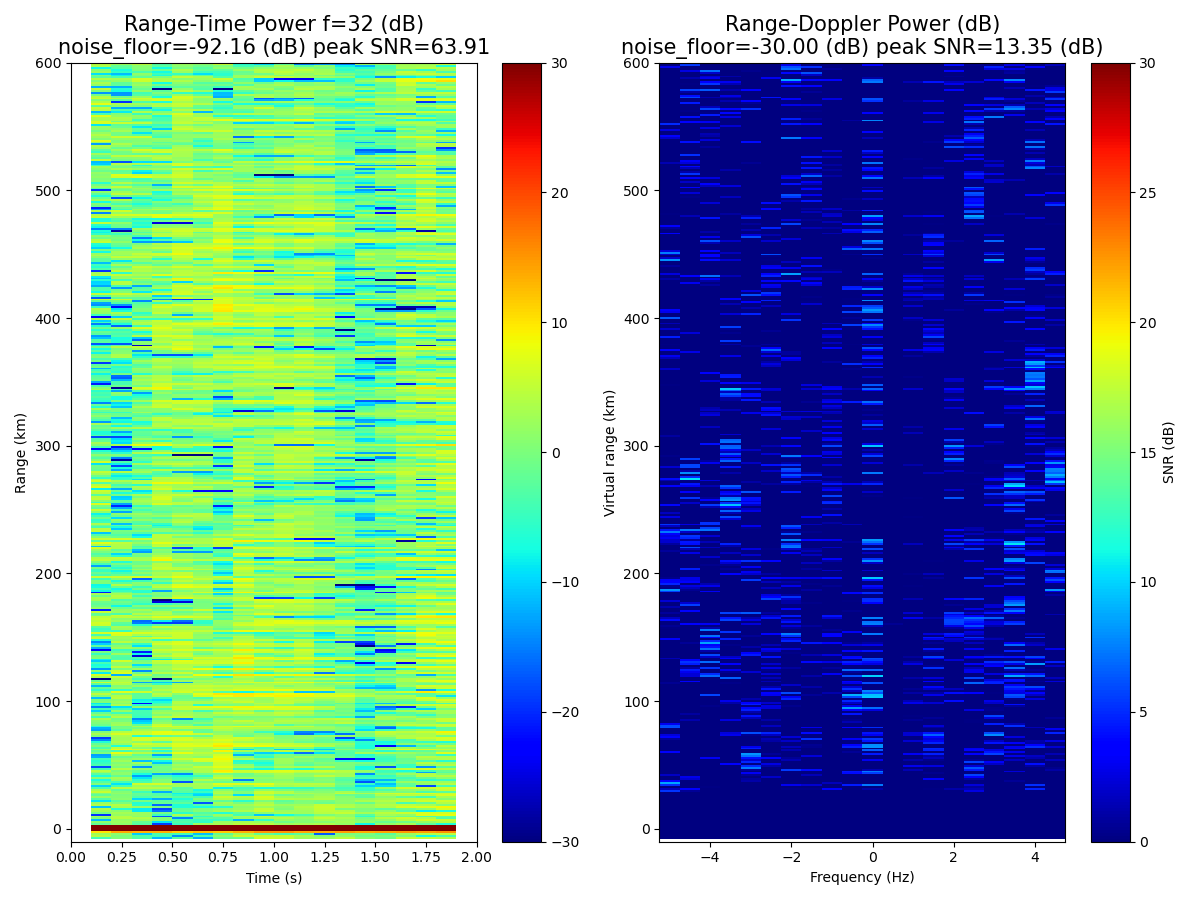 Range-Time Power f=32 (dB)
noise_floor=-92.16 (dB) peak SNR=63.91
600
500
400
300
200
100
0
Range (km)
0.00 0.25 0.50 0.75 1.00 1.25 1.50 1.75 2.00
Time (s)
30
20
10
0
−10
−20
−30
Range-Doppler Power (dB)
noise_floor=-30.00 (dB) peak SNR=13.35 (dB)
600
500
400
300
200
100
0
Virtual range (km)
−4 −2 0 2 4
Frequency (Hz)
30
25
20
15
10
5
0
SNR (dB)